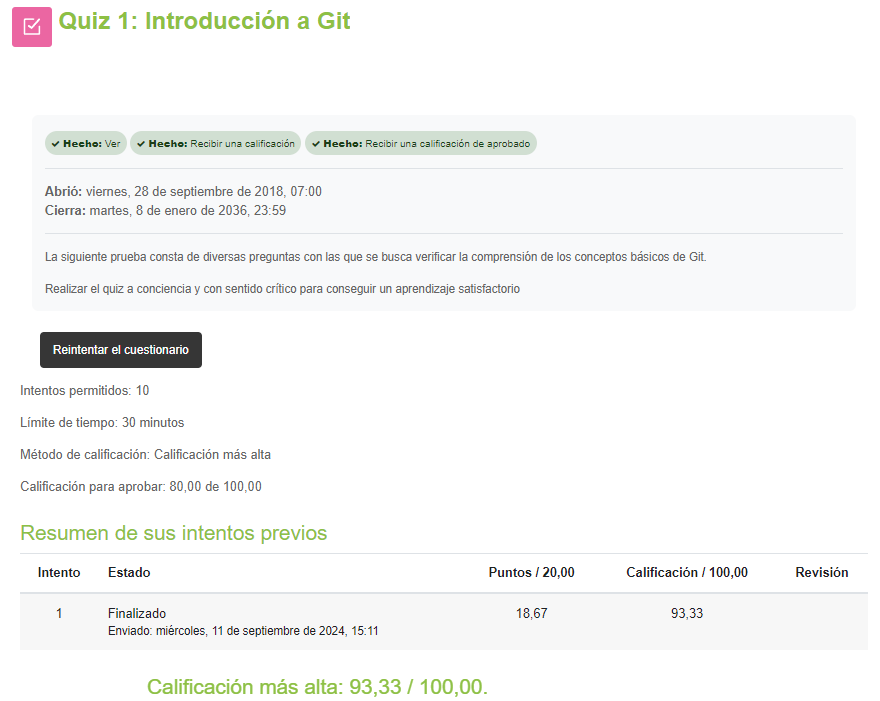 Quiz 1: Introducción a Git
Hecho: Ver Hecho: Recibir una calificación Hecho: Recibir una calificación de aprobado
Abrió: viernes, 28 de septiembre de 2018, 07:00
Cierra: martes, 8 de enero de 2036, 23:59
La siguiente prueba consta de diversas preguntas con las que se busca verificar la comprensión de los conceptos básicos de Git.
Realizar el quiz a conciencia y con sentido crítico para conseguir un aprendizaje satisfactorio
Reintentar el cuestionario
Intentos permitidos: 10
Límite de tiempo: 30 minutos
Método de calificación: Calificación más alta
Calificación para aprobar: 80,00 de 100,00
Resumen de sus intentos previos
Intento Estado Puntos / 20,00 Calificación / 100,00 Revisión
1 Finalizado 18,67 93,33
Enviado: miércoles, 11 de septiembre de 2024, 15:11
Calificación más alta: 93,33 / 100,00.